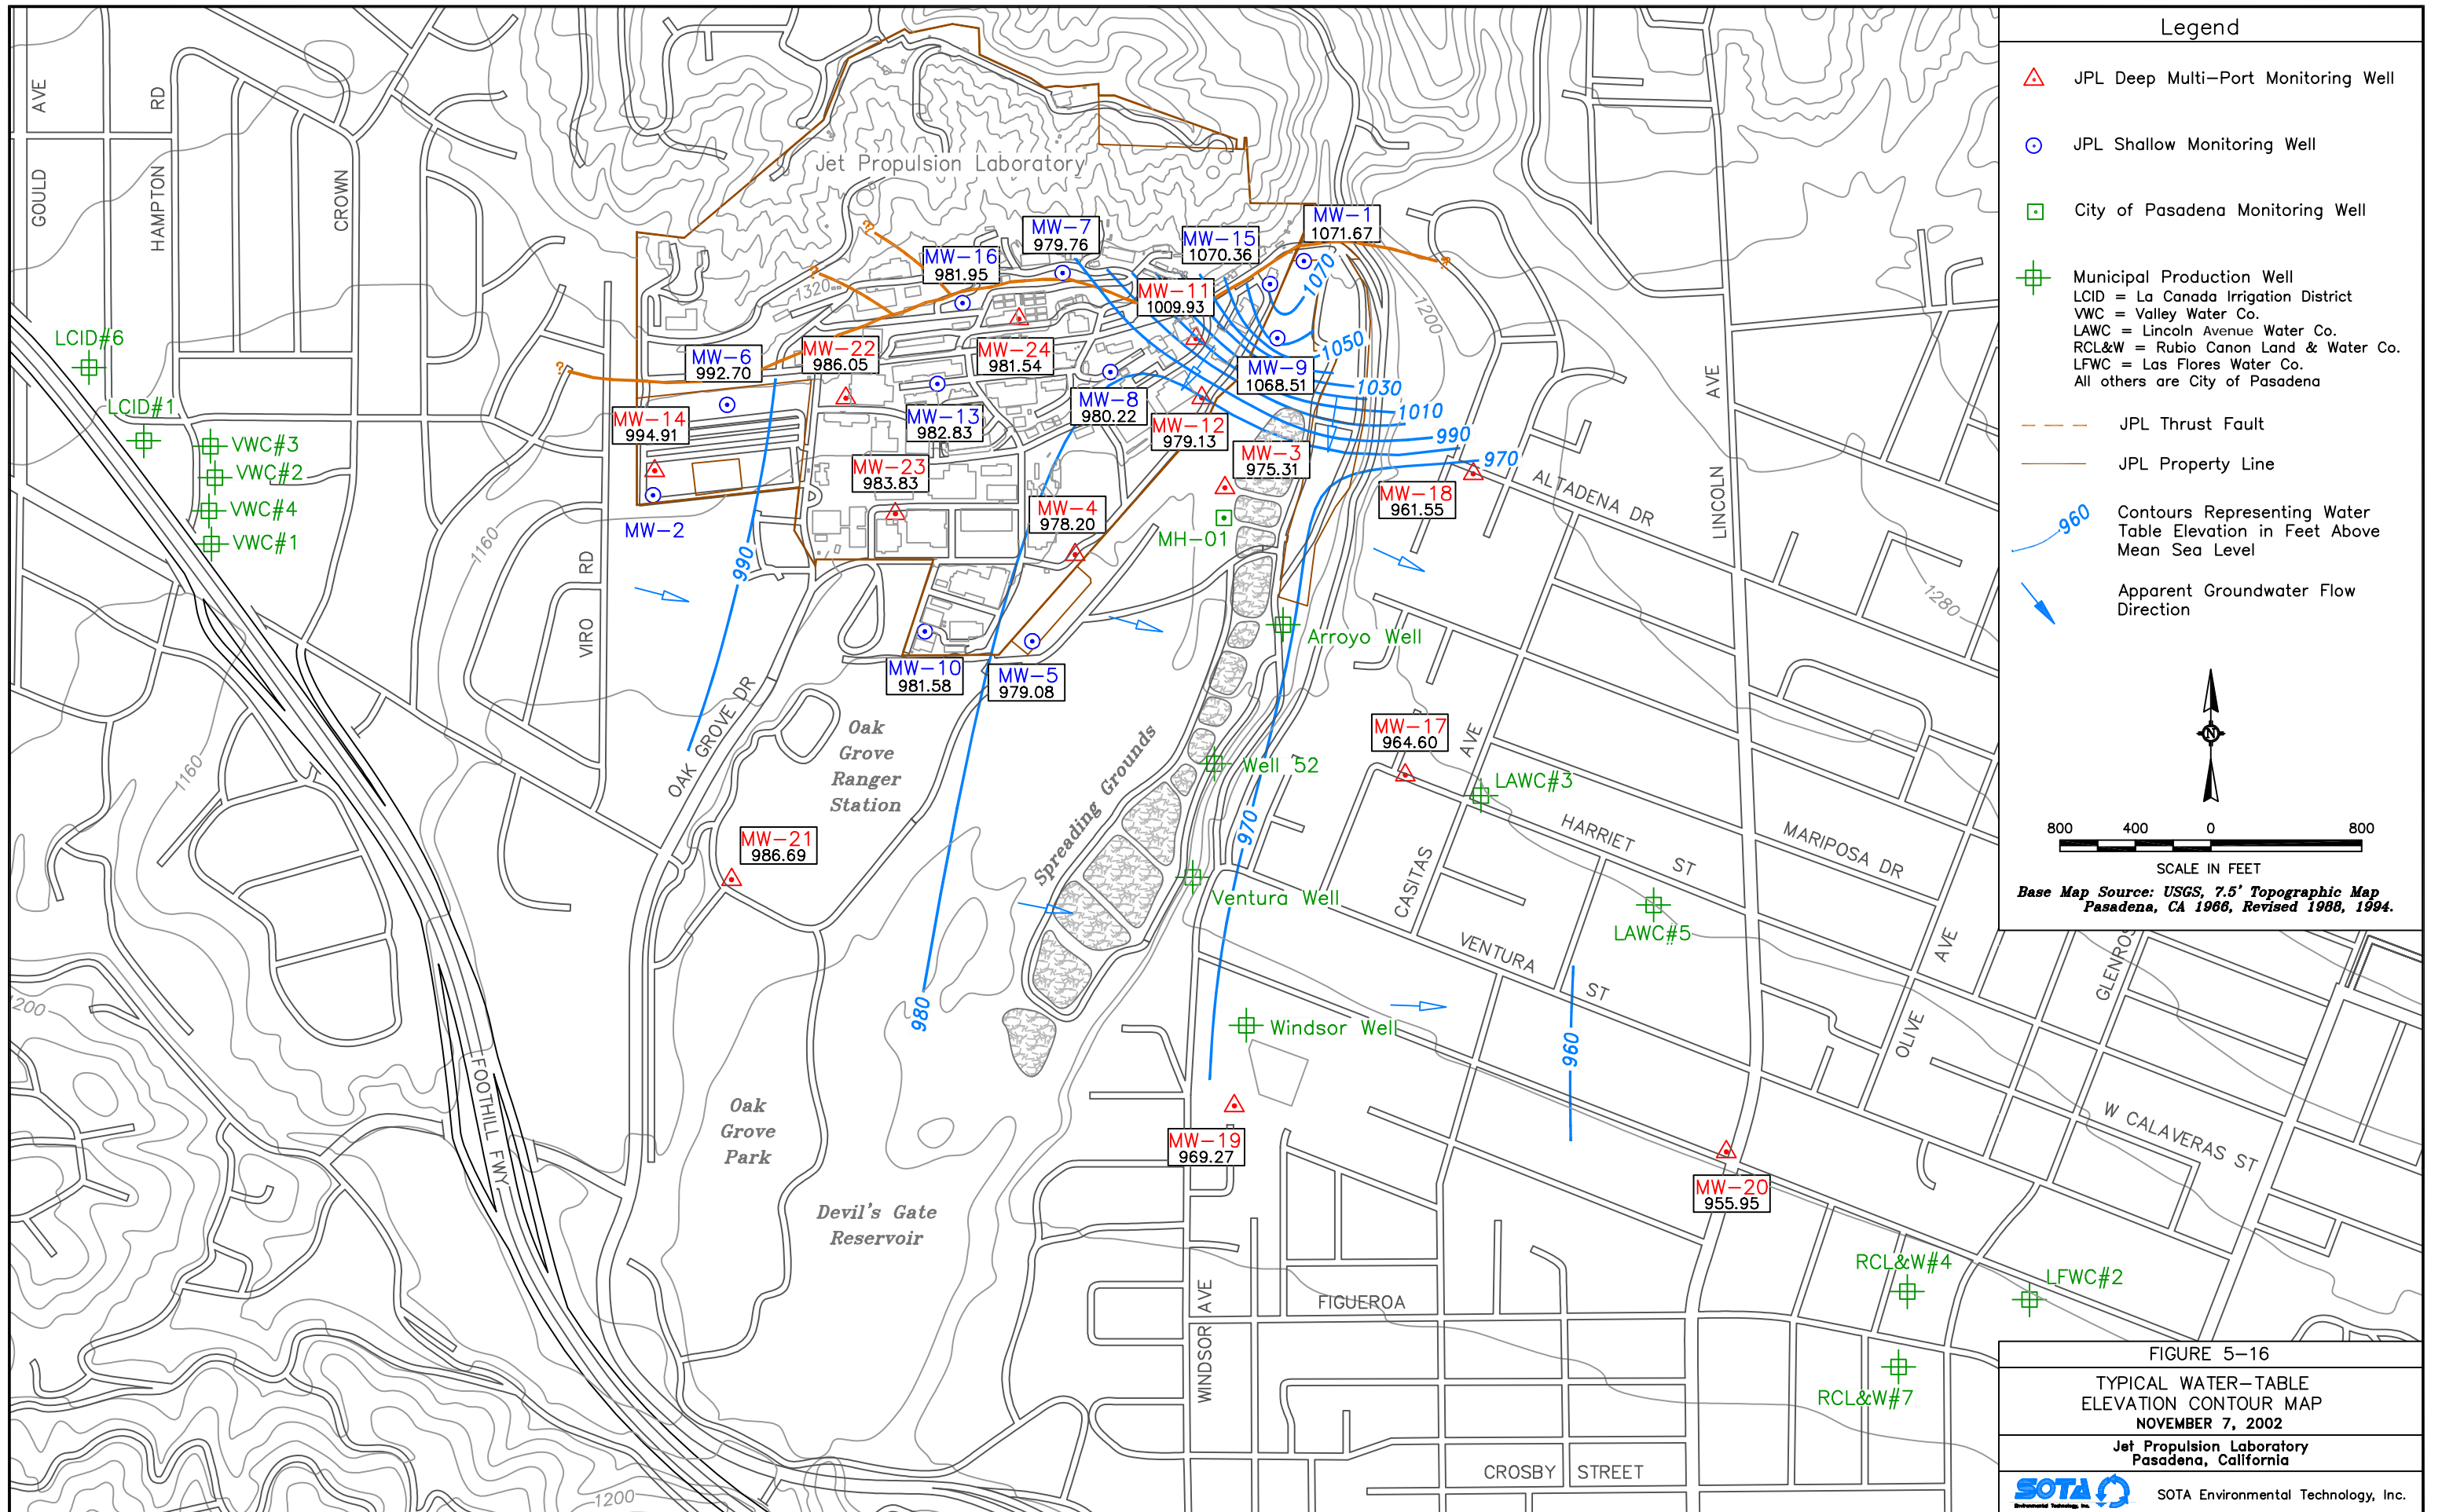 Legend
JPL Deep Multi-Port Monitoring Well
JPL Shallow Monitoring Well
City of Pasadena Monitoring Well
Municipal Production Well
LCID = La Canada Irrigation District
VWC = Valley Water Co.
LAWC = Lincoln Avenue Water Co.
RCL&W = Rubio Canon Land & Water Co.
LFWC = Las Flores Water Co.
All others are City of Pasadena
JPL Thrust Fault
JPL Property Line
960
Contours Representing Water
Table Elevation in Feet Above
Mean Sea Level
Apparent Groundwater Flow
Direction
N
800 400 0 800
SCALE IN FEET
Base Map Source: USGS, 7.5' Topographic Map
Pasadena, CA 1966, Revised 1988, 1994.
FIGURE 5-16
TYPICAL WATER-TABLE
ELEVATION CONTOUR MAP
NOVEMBER 7, 2002
Jet Propulsion Laboratory
Pasadena, California
SOTA
Environmental Technology, Inc.
SOTA Environmental Technology, Inc.
GOULD AVE
HAMPTON RD
CROWN
Jet Propulsion Laboratory
MW-1
1071.67
MW-7
979.76
MW-15
1070.36
MW-16
981.95
MW-11
1009.93
MW-6
992.70
MW-22
986.05
MW-24
981.54
MW-9
1068.51
MW-14
994.91
MW-13
982.83
MW-8
980.22
MW-12
979.13
MW-3
975.31
MW-23
983.83
MW-18
961.55
MW-4
978.20
MW-2
MH-01
MW-10
981.58
MW-5
979.08
MW-17
964.60
MW-21
986.69
MW-19
969.27
MW-20
955.95
?
?
?
?
1320
1200
1070
1050
1030
1010
990
970
990
980
970
960
1160
1160
1200
1200
1280
LCID#6
LCID#1
VWC#3
VWC#2
VWC#4
VWC#1
Arroyo Well
Well 52
Ventura Well
Windsor Well
LAWC#3
LAWC#5
RCL&W#4
LFWC#2
RCL&W#7
VIRO RD
OAK GROVE DR
Oak
Grove
Ranger
Station
Spreading Grounds
Oak
Grove
Park
Devil's Gate
Reservoir
FOOTHILL FWY.
ALTADENA DR
LINCOLN AVE
CASITAS AVE
HARRIET ST
MARIPOSA DR
VENTURA ST
OLIVE AVE
W CALAVERAS ST
WINDSOR AVE
FIGUEROA
CROSBY STREET